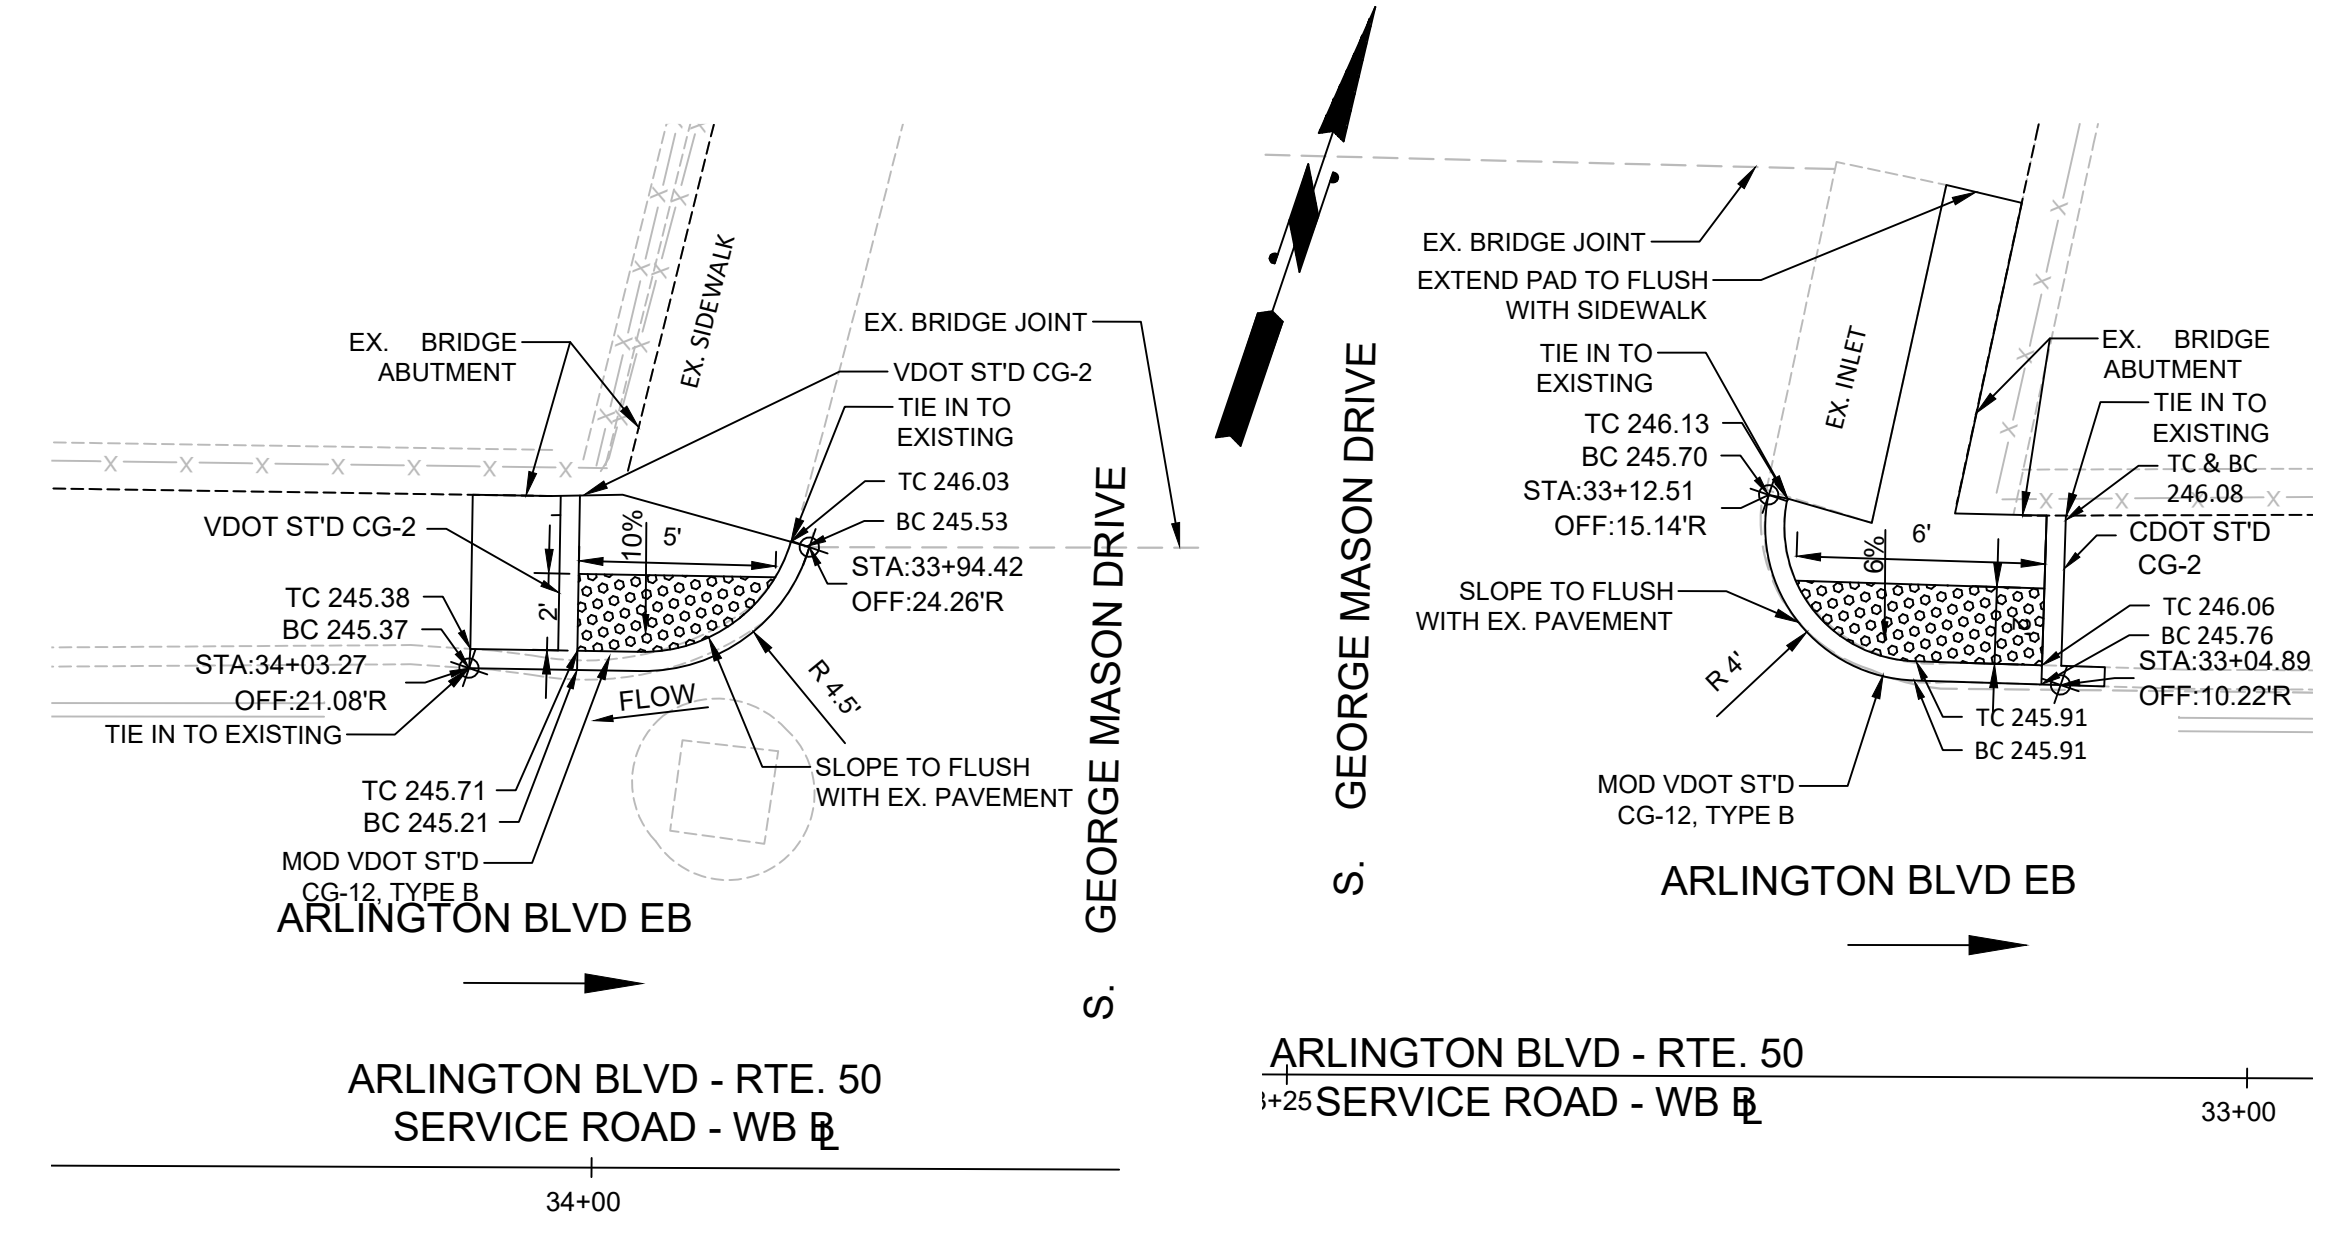 EX. SIDEWALK
EX. BRIDGE
ABUTMENT
EX. BRIDGE JOINT
VDOT ST'D CG-2
TIE IN TO
EXISTING
TC 246.03
BC 245.53
STA:33+94.42
OFF:24.26'R
VDOT ST'D CG-2
10%
5'
2'
TC 245.38
BC 245.37
STA:34+03.27
OFF:21.08'R
TIE IN TO EXISTING
FLOW
R 4.5'
SLOPE TO FLUSH
WITH EX. PAVEMENT
TC 245.71
BC 245.21
MOD VDOT ST'D
CG-12, TYPE B
ARLINGTON BLVD EB
S. GEORGE MASON DRIVE
ARLINGTON BLVD - RTE. 50
SERVICE ROAD - WB BL
34+00
EX. BRIDGE JOINT
EXTEND PAD TO FLUSH
WITH SIDEWALK
TIE IN TO
EXISTING
TC 246.13
BC 245.70
STA:33+12.51
OFF:15.14'R
EX. INLET
SLOPE TO FLUSH
WITH EX. PAVEMENT
R 4'
6%
6'
2'
EX. BRIDGE
ABUTMENT
TIE IN TO
EXISTING
TC & BC
246.08
CDOT ST'D
CG-2
TC 246.06
BC 245.76
STA:33+04.89
OFF:10.22'R
TC 245.91
BC 245.91
MOD VDOT ST'D
CG-12, TYPE B
S. GEORGE MASON DRIVE
ARLINGTON BLVD EB
ARLINGTON BLVD - RTE. 50
SERVICE ROAD - WB BL
+25
33+00